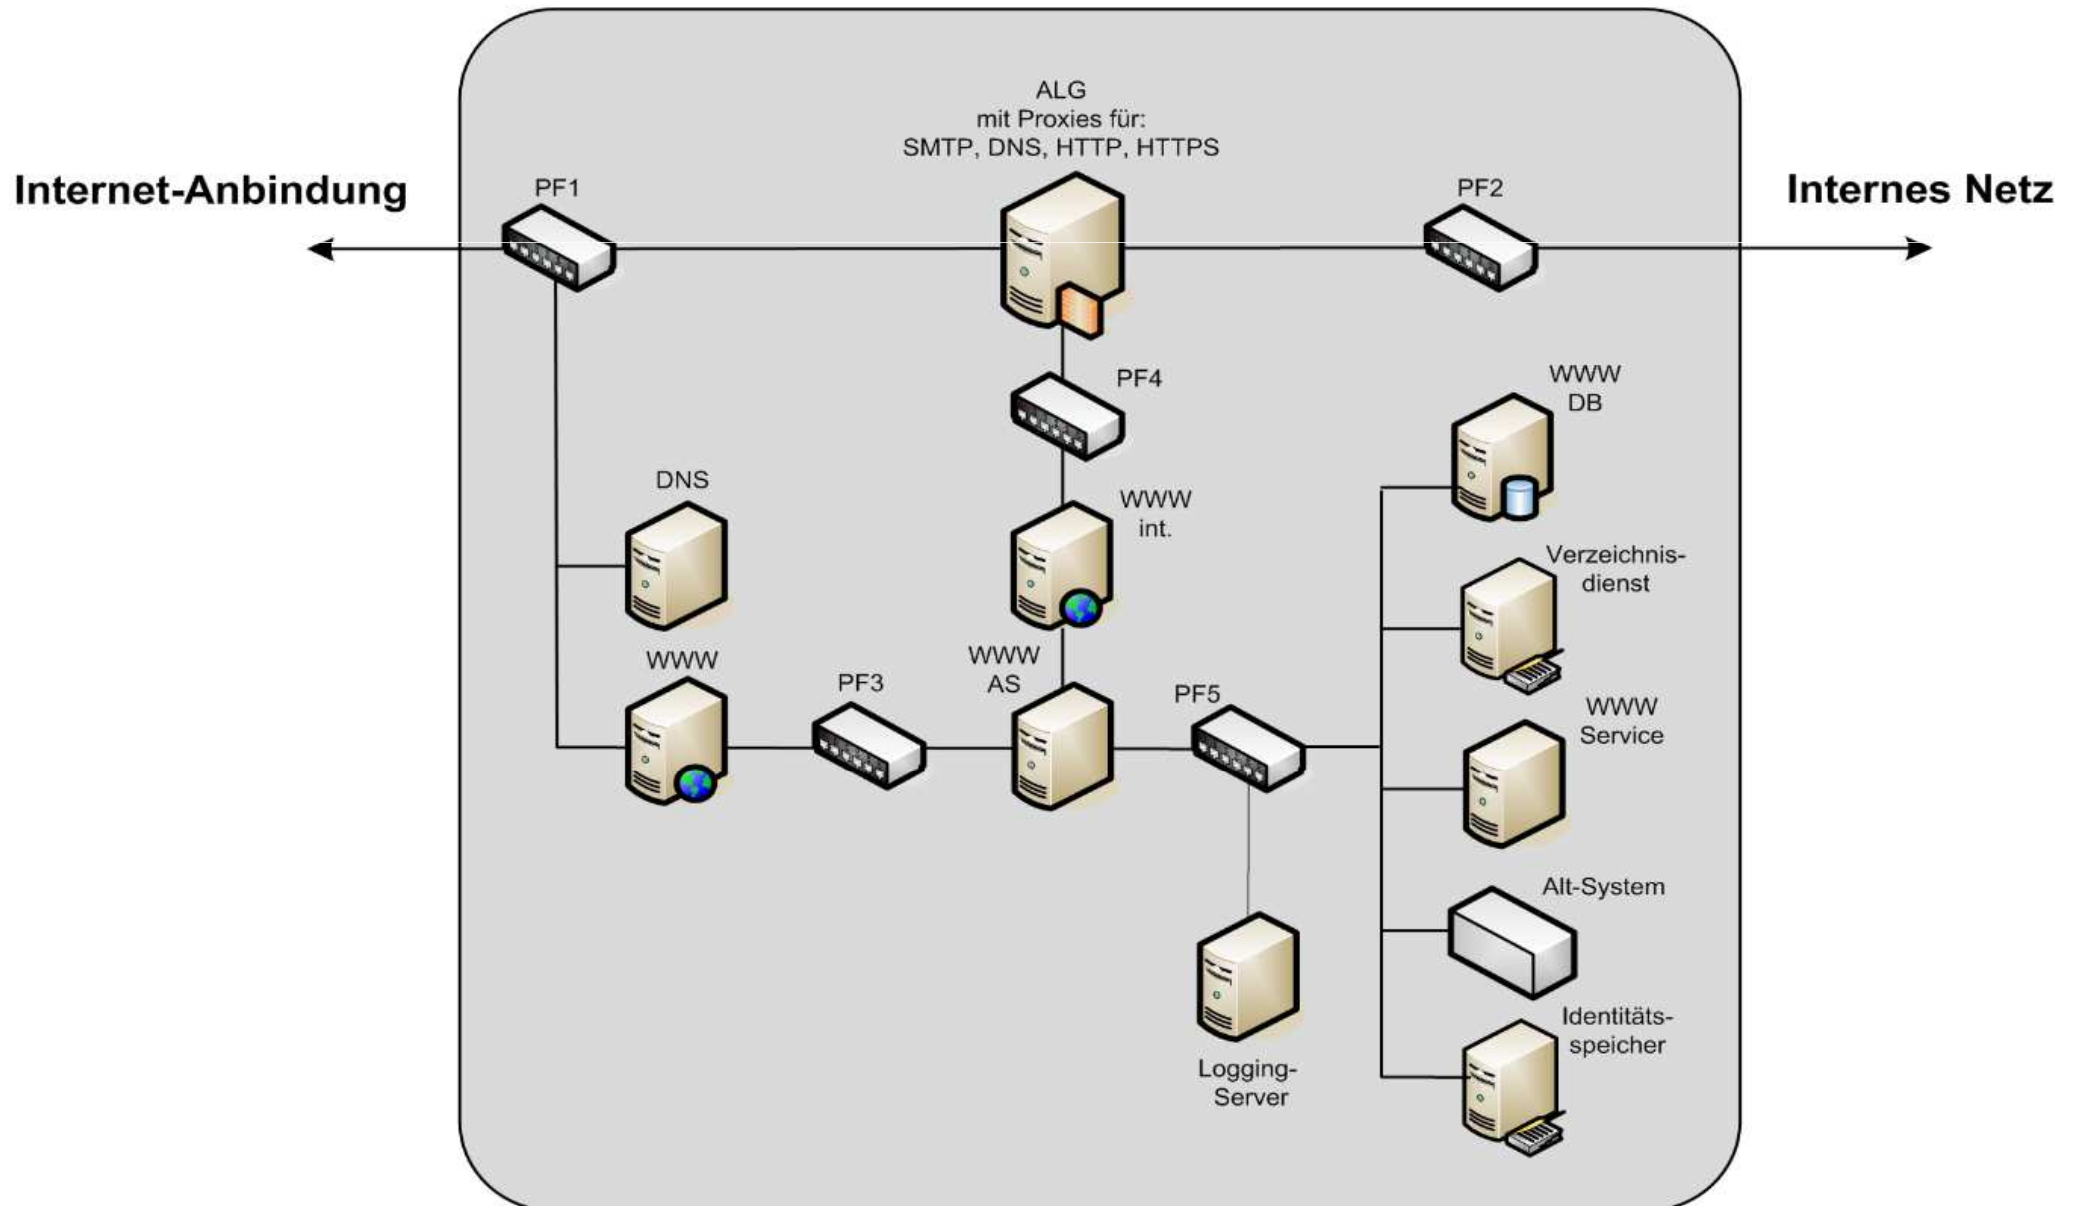 ALG
mit Proxies für:
SMTP, DNS, HTTP, HTTPS
Internet-Anbindung
PF1
PF2
Internes Netz
PF4
WWW
DB
DNS
WWW
int.
Verzeichnis-
dienst
WWW
PF3
WWW
AS
PF5
WWW
Service
Alt-System
Identitäts-
speicher
Logging-
Server